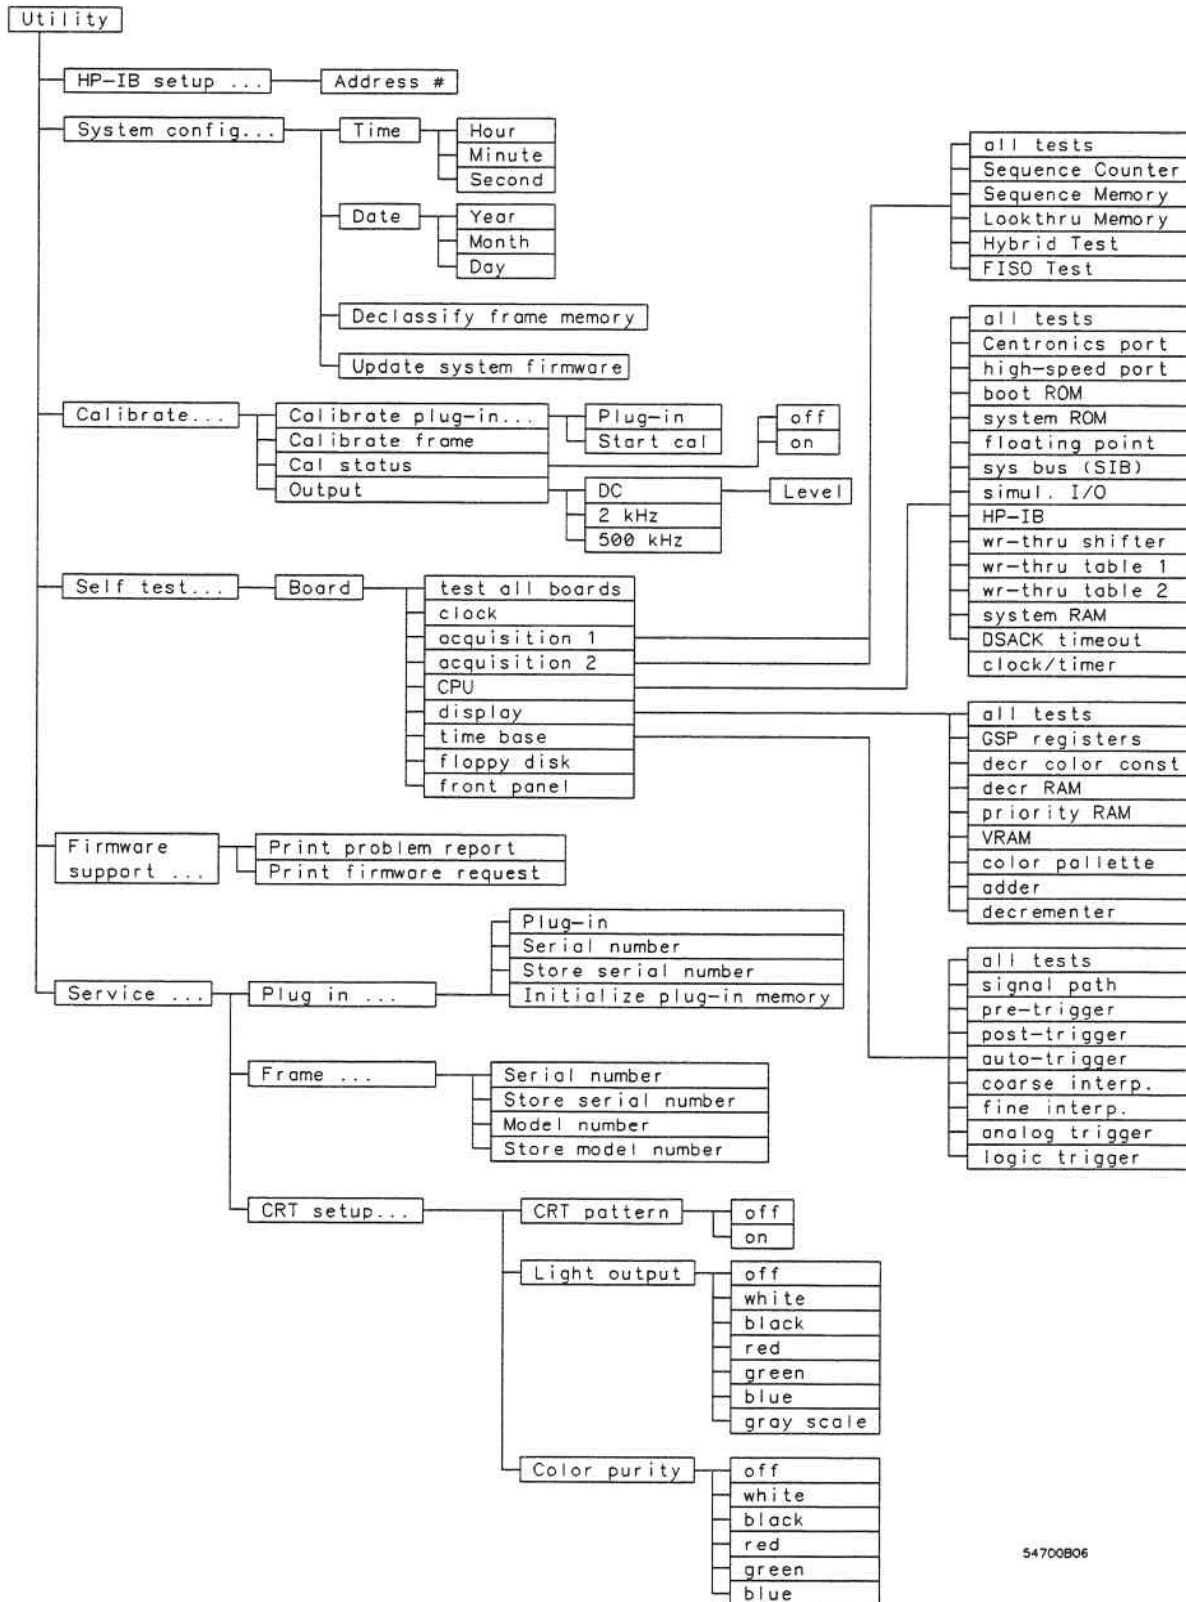 Utility
HP-IB setup ...
Address #
System config...
Time
Hour
Minute
Second
Date
Year
Month
Day
Declassify frame memory
Update system firmware
Calibrate...
Calibrate plug-in...
Plug-in
Start cal
Calibrate frame
Cal status
off
on
Output
DC
Level
2 kHz
500 kHz
Self test...
Board
test all boards
clock
acquisition 1
acquisition 2
CPU
display
time base
floppy disk
front panel
all tests
Sequence Counter
Sequence Memory
Lookthru Memory
Hybrid Test
FISO Test
all tests
Centronics port
high-speed port
boot ROM
system ROM
floating point
sys bus (SIB)
simul. I/O
HP-IB
wr-thru shifter
wr-thru table 1
wr-thru table 2
system RAM
DSACK timeout
clock/timer
all tests
GSP registers
decr color const
decr RAM
priority RAM
VRAM
color pallette
adder
decrementer
all tests
signal path
pre-trigger
post-trigger
auto-trigger
coarse interp.
fine interp.
analog trigger
logic trigger
Firmware
support ...
Print problem report
Print firmware request
Service ...
Plug in ...
Plug-in
Serial number
Store serial number
Initialize plug-in memory
Frame ...
Serial number
Store serial number
Model number
Store model number
CRT setup...
CRT pattern
off
on
Light output
off
white
black
red
green
blue
gray scale
Color purity
off
white
black
red
green
blue
54700B06